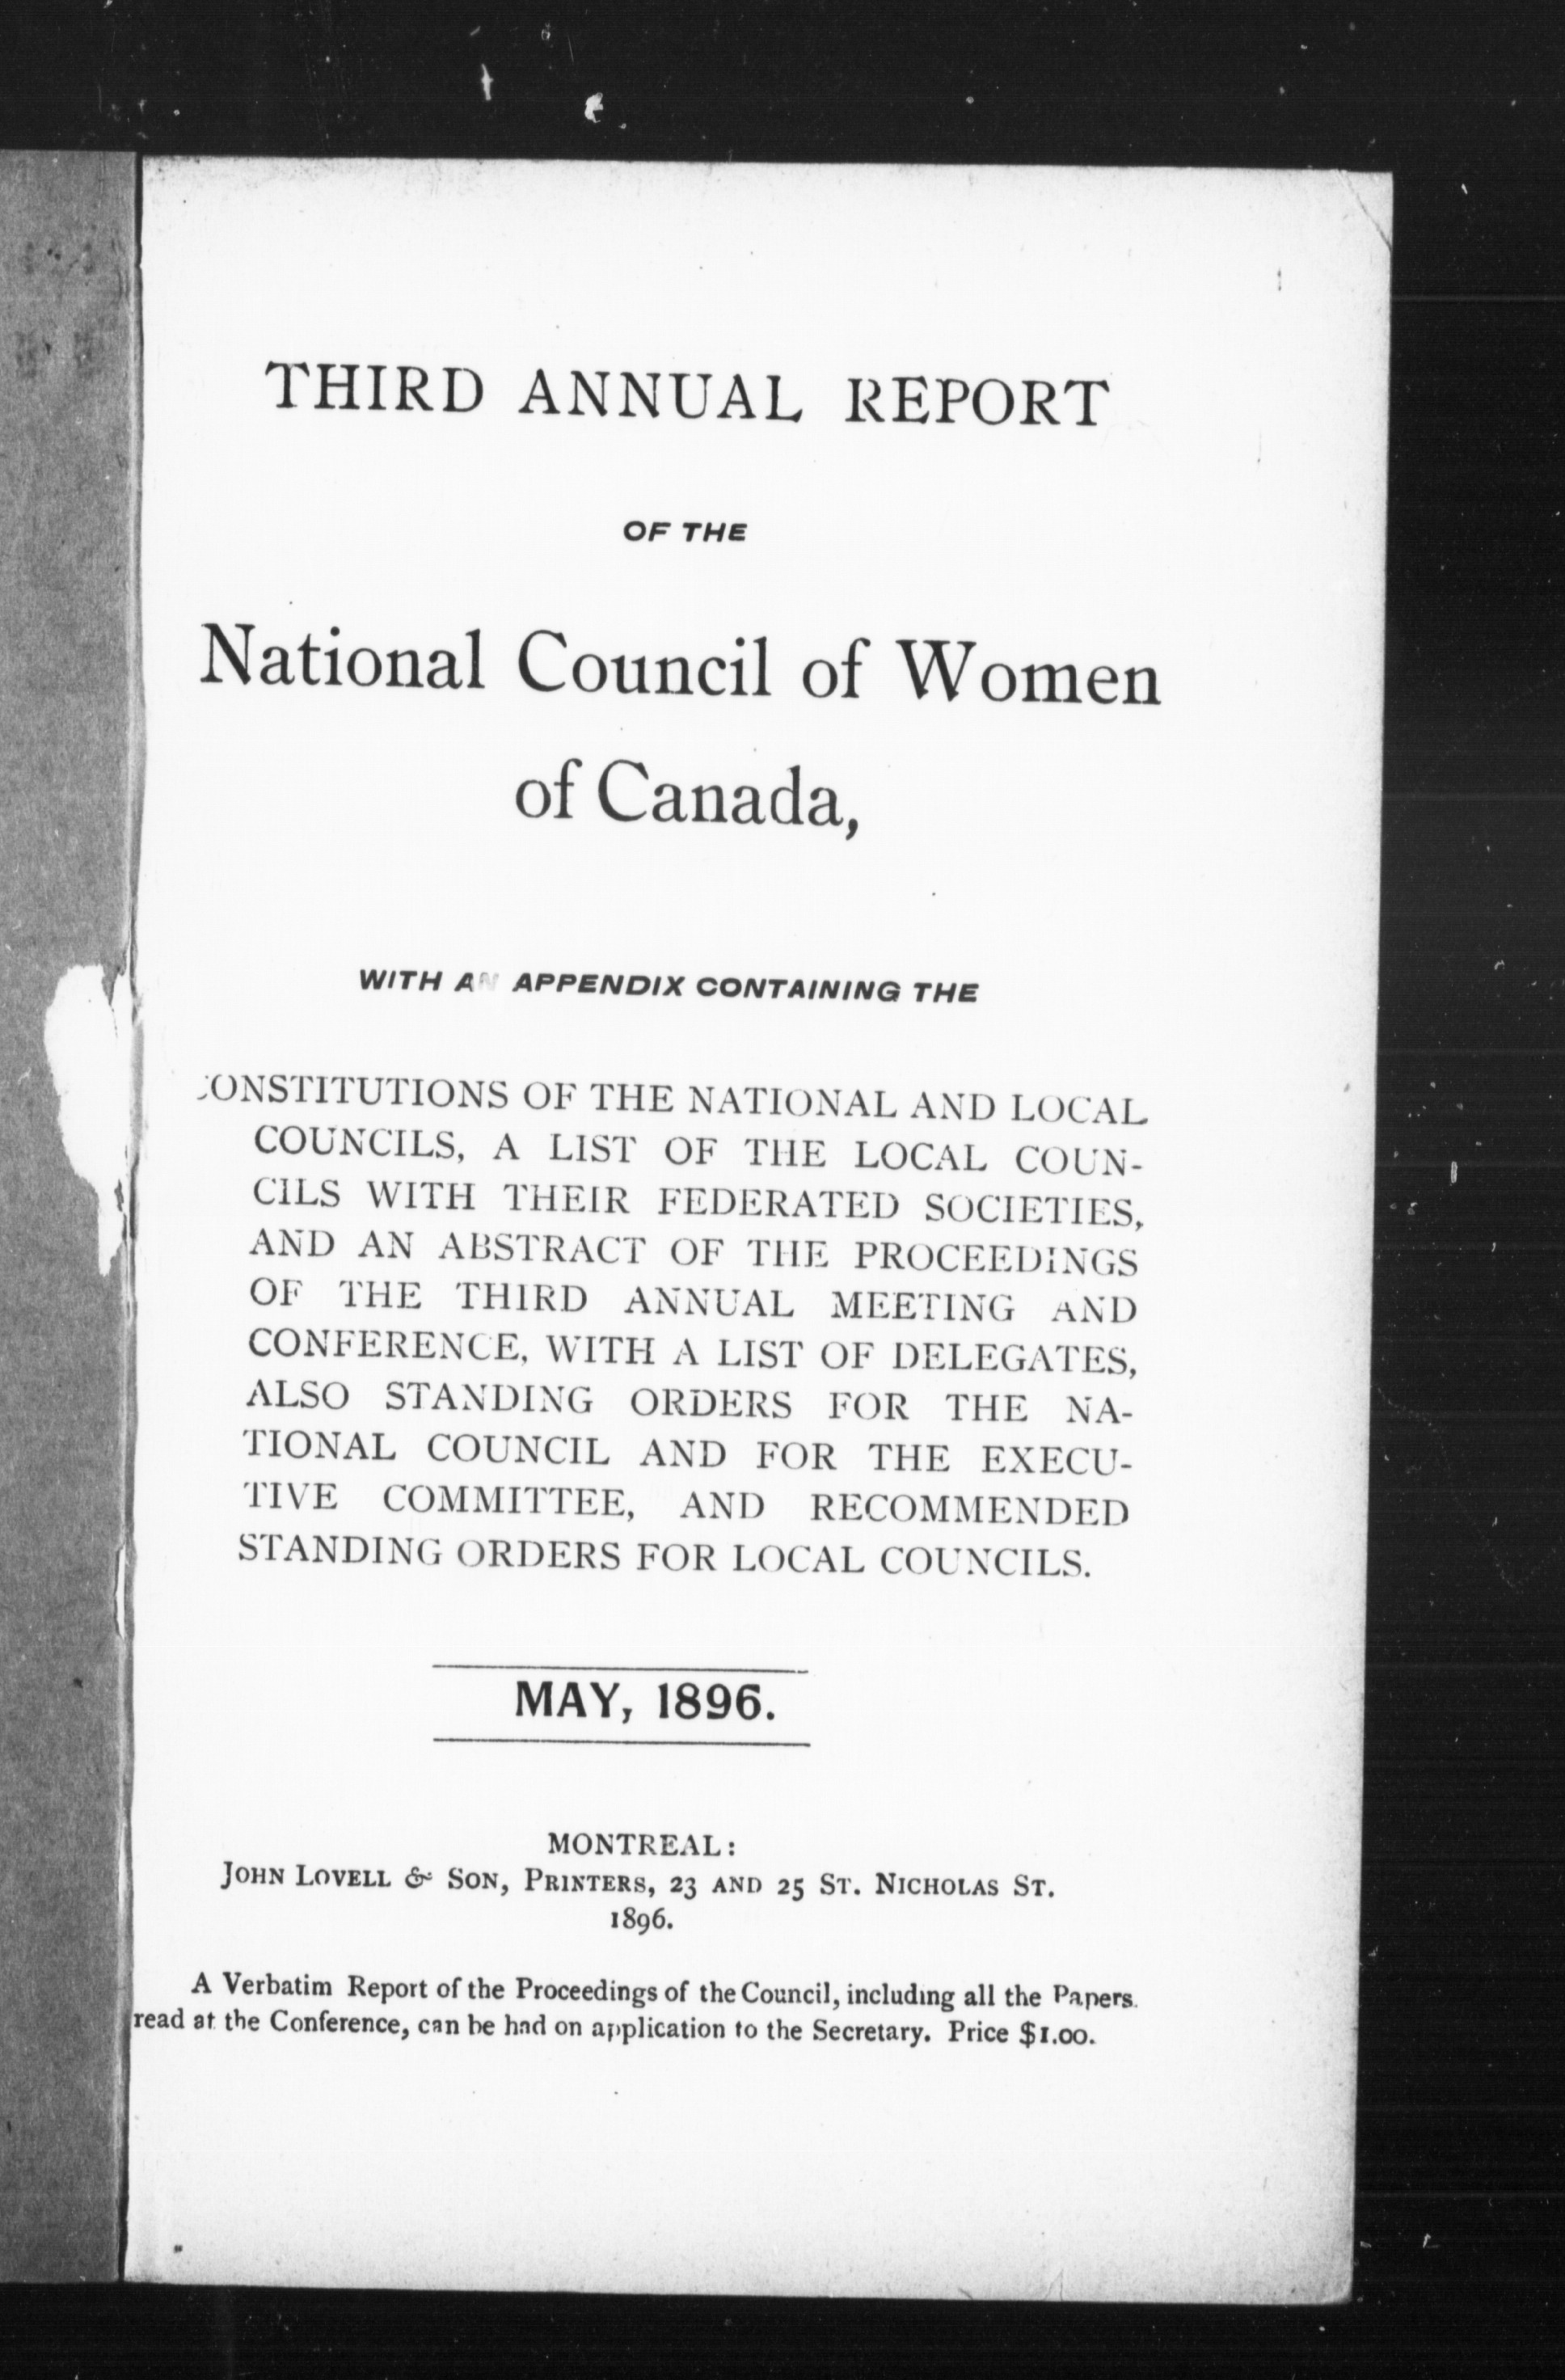 THIRD ANNUAL REPORT
OF THE
National Council of Women
of Canada,
WITH AN APPENDIX CONTAINING THE
CONSTITUTIONS OF THE NATIONAL AND LOCAL
COUNCILS, A LIST OF THE LOCAL COUN-
CILS WITH THEIR FEDERATED SOCIETIES,
AND AN ABSTRACT OF THE PROCEEDINGS
OF THE THIRD ANNUAL MEETING AND
CONFERENCE, WITH A LIST OF DELEGATES,
ALSO STANDING ORDERS FOR THE NA-
TIONAL COUNCIL AND FOR THE EXECU-
TIVE COMMITTEE, AND RECOMMENDED
STANDING ORDERS FOR LOCAL COUNCILS.
MAY, 1896.
MONTREAL:
JOHN LOVELL & SON, PRINTERS, 23 AND 25 ST. NICHOLAS ST.
1896.
A Verbatim Report of the Proceedings of the Council, including all the Papers
read at the Conference, can be had on application to the Secretary. Price $1.00.